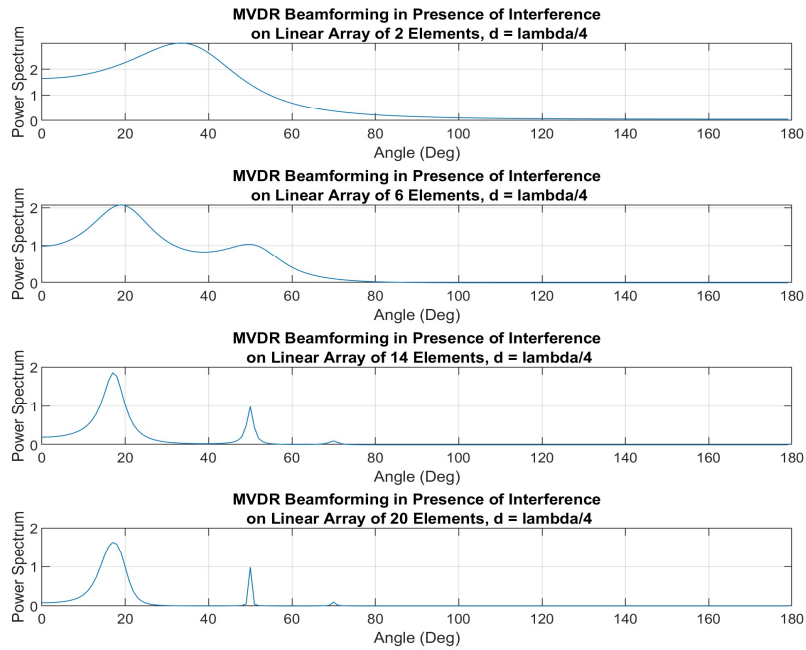 MVDR Beamforming in Presence of Interference
on Linear Array of 2 Elements, d = lambda/4
Power Spectrum
2
1
0
0 20 40 60 80 100 120 140 160 180
Angle (Deg)
MVDR Beamforming in Presence of Interference
on Linear Array of 6 Elements, d = lambda/4
Power Spectrum
2
1
0
0 20 40 60 80 100 120 140 160 180
Angle (Deg)
MVDR Beamforming in Presence of Interference
on Linear Array of 14 Elements, d = lambda/4
Power Spectrum
2
1
0
0 20 40 60 80 100 120 140 160 180
Angle (Deg)
MVDR Beamforming in Presence of Interference
on Linear Array of 20 Elements, d = lambda/4
Power Spectrum
2
1
0
0 20 40 60 80 100 120 140 160 180
Angle (Deg)